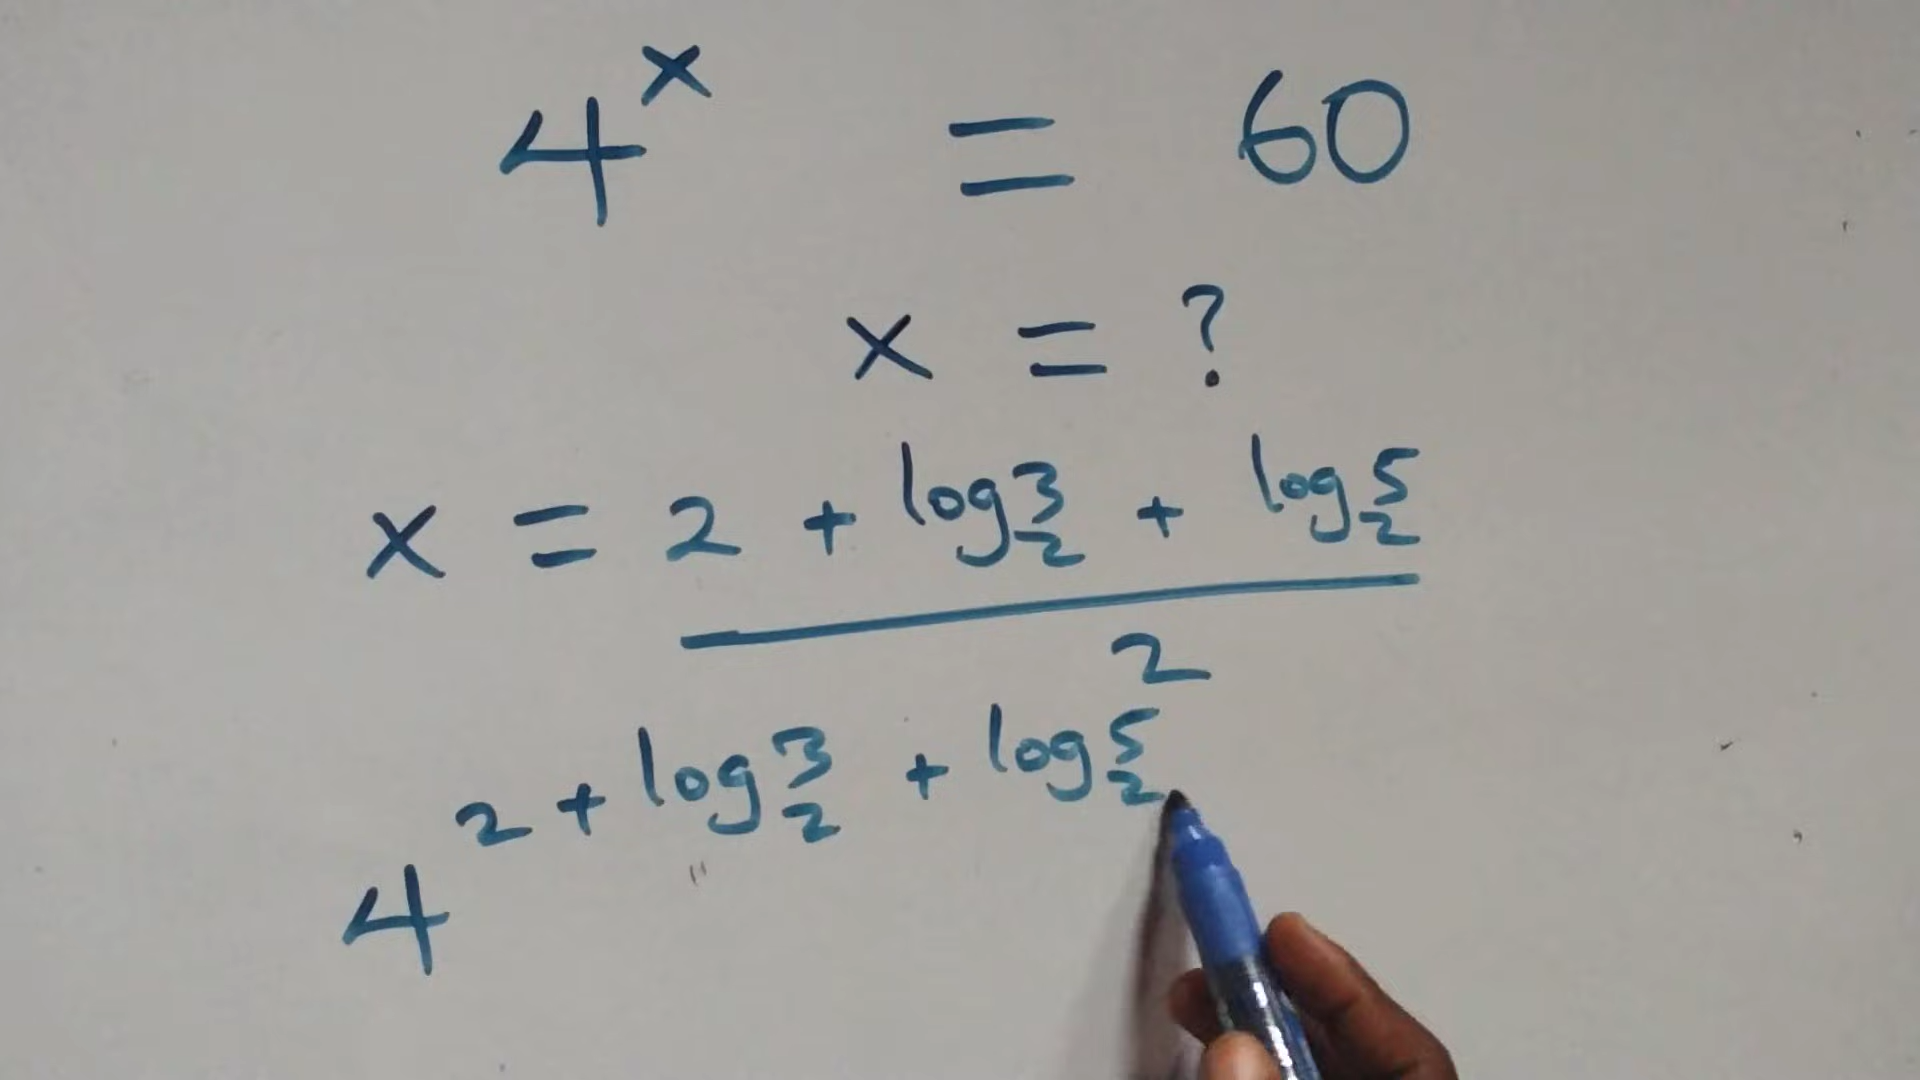 4^x = 60
x = ?
x = 2 + log₂3 + log₂5
2
4^2 + log₂3 + log₂5